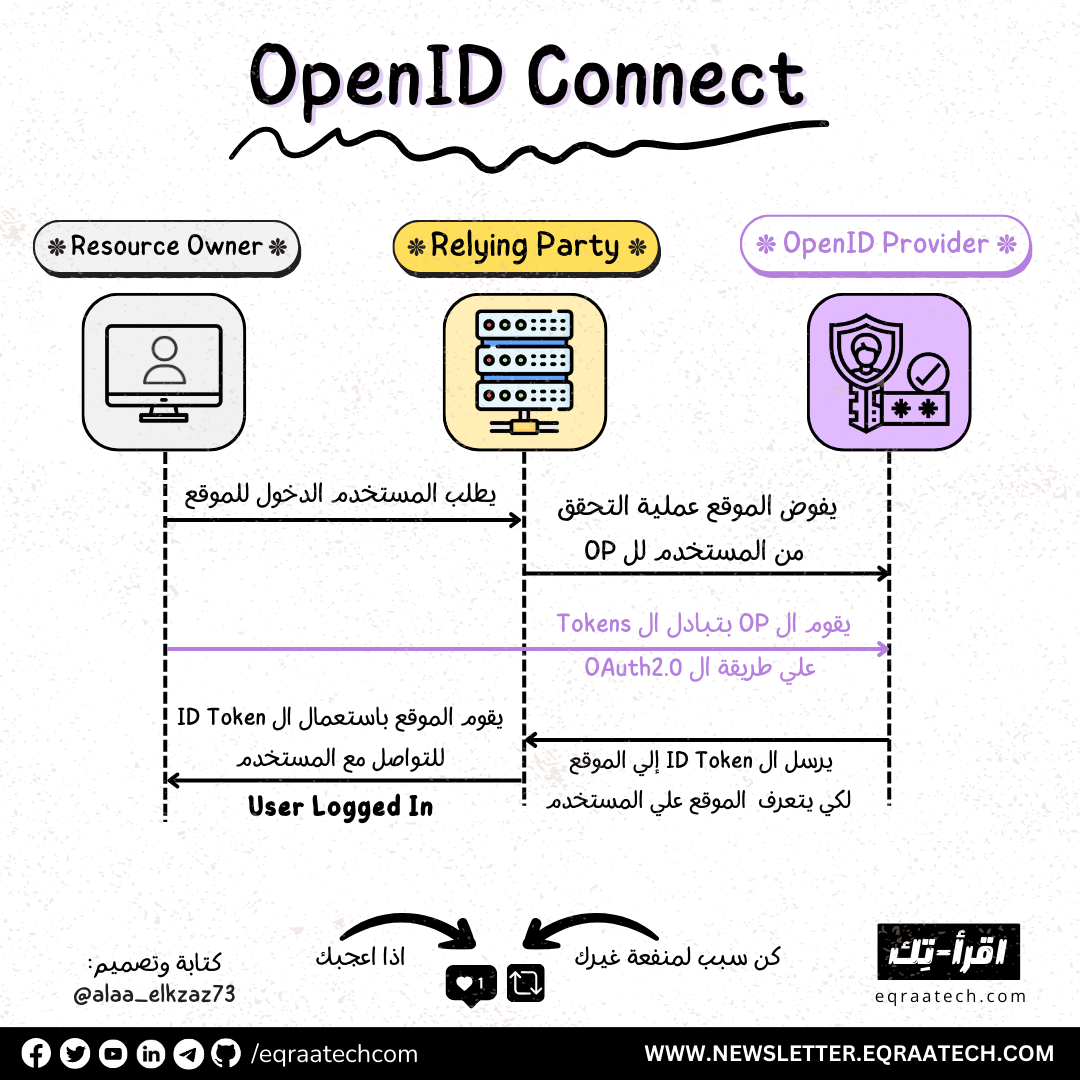 OpenID Connect
Resource Owner
Relying Party
OpenID Provider
يطلب المستخدم الدخول للموقع
يفوض الموقع عملية التحقق
من المستخدم لل OP
يقوم ال OP بتبادل ال Tokens
علي طريقة ال OAuth2.0
يقوم الموقع باستعمال ال ID Token
للتواصل مع المستخدم
User Logged In
يرسل ال ID Token إلي الموقع
لكي يتعرف الموقع علي المستخدم
كن سبب لمنفعة غيرك
اذا اعجبك
1
كتابة وتصميم:
@alaa_elkzaz73
اقرأ-تِك
eqraatech.com
/eqraatechcom
WWW.NEWSLETTER.EQRAATECH.COM